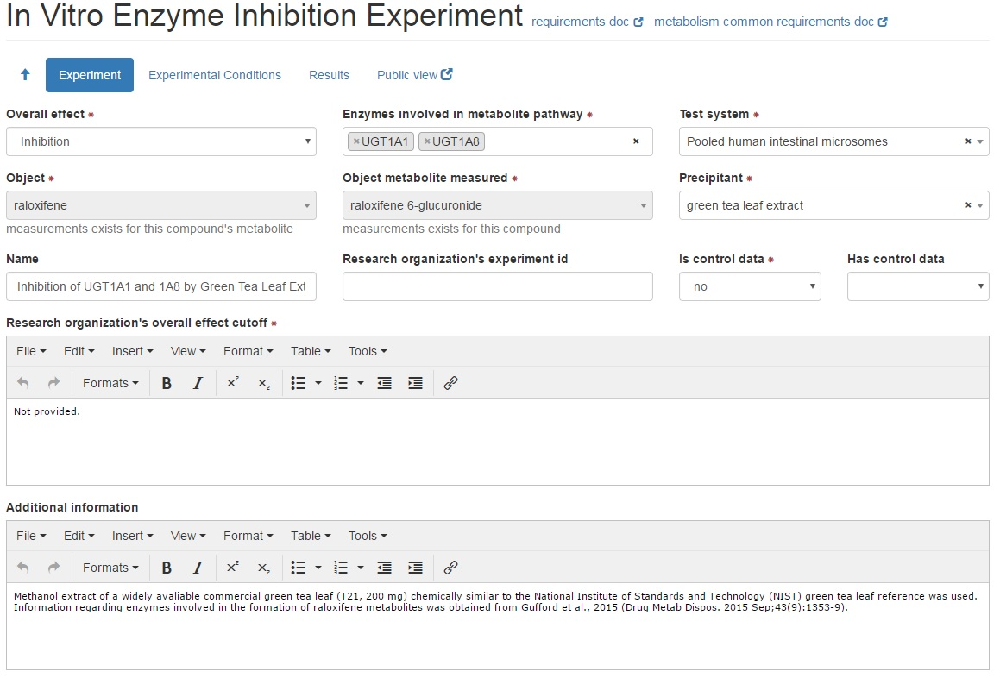 In Vitro Enzyme Inhibition Experiment requirements doc metabolism common requirements doc
Experiment Experimental Conditions Results Public view
Overall effect * Enzymes involved in metabolite pathway * Test system *
Inhibition ×UGT1A1 ×UGT1A8 × Pooled human intestinal microsomes ×
Object * Object metabolite measured * Precipitant *
raloxifene raloxifene 6-glucuronide green tea leaf extract ×
measurements exists for this compound's metabolite measurements exists for this compound
Name Research organization's experiment id Is control data * Has control data
Inhibition of UGT1A1 and 1A8 by Green Tea Leaf Ext no
Research organization's overall effect cutoff *
File Edit Insert View Format Table Tools
Formats B I x² x₂
Not provided.
Additional information
File Edit Insert View Format Table Tools
Formats B I x² x₂
Methanol extract of a widely avaliable commercial green tea leaf (T21, 200 mg) chemically similar to the National Institute of Standards and Technology (NIST) green tea leaf reference was used.
Information regarding enzymes involved in the formation of raloxifene metabolites was obtained from Gufford et al., 2015 (Drug Metab Dispos. 2015 Sep;43(9):1353-9).